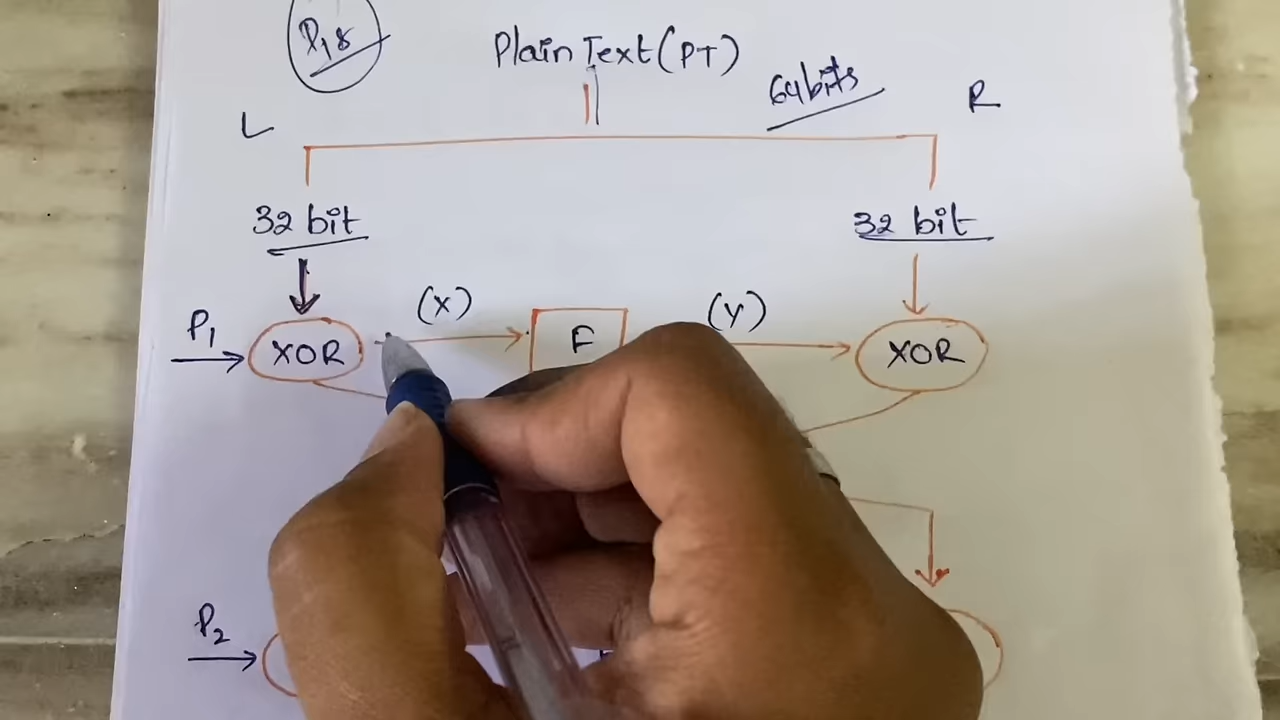 P18
Plain Text (PT)
64bits
L
R
32 bit
32 bit
P1
(X)
(Y)
XOR
F
XOR
P2